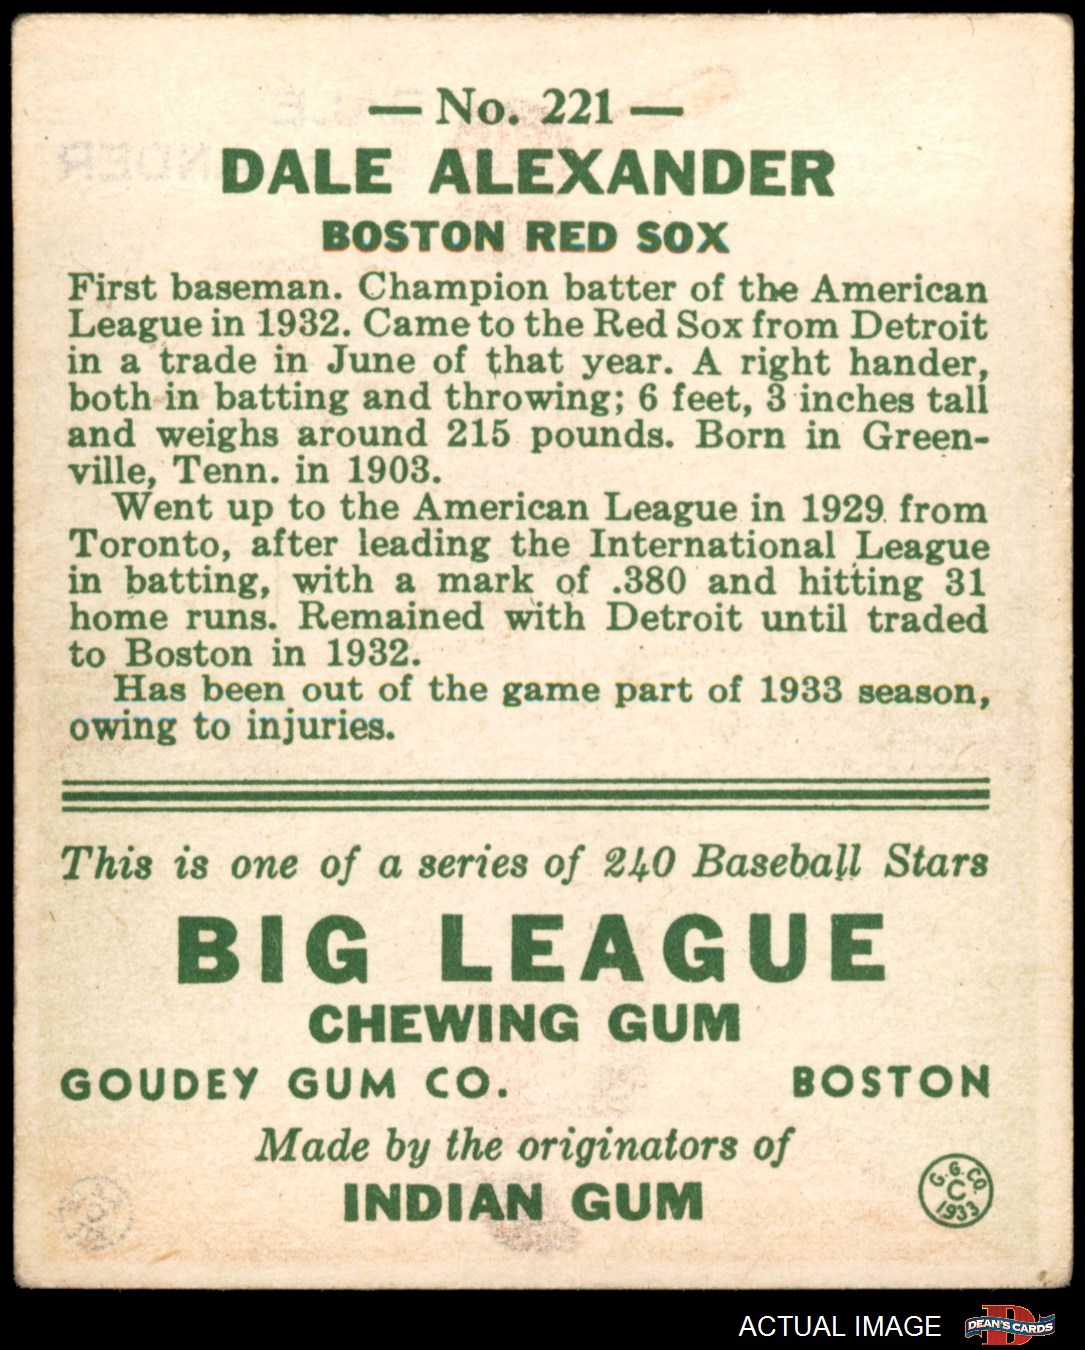 — No. 221 —
DALE ALEXANDER
BOSTON RED SOX
First baseman. Champion batter of the American
League in 1932. Came to the Red Sox from Detroit
in a trade in June of that year. A right hander,
both in batting and throwing; 6 feet, 3 inches tall
and weighs around 215 pounds. Born in Green-
ville, Tenn. in 1903.
Went up to the American League in 1929 from
Toronto, after leading the International League
in batting, with a mark of .380 and hitting 31
home runs. Remained with Detroit until traded
to Boston in 1932.
Has been out of the game part of 1933 season,
owing to injuries.
This is one of a series of 240 Baseball Stars
BIG LEAGUE
CHEWING GUM
GOUDEY GUM CO. BOSTON
Made by the originators of
INDIAN GUM
G. G. CO.
C
1933
ACTUAL IMAGE
D
DEAN'S CARDS